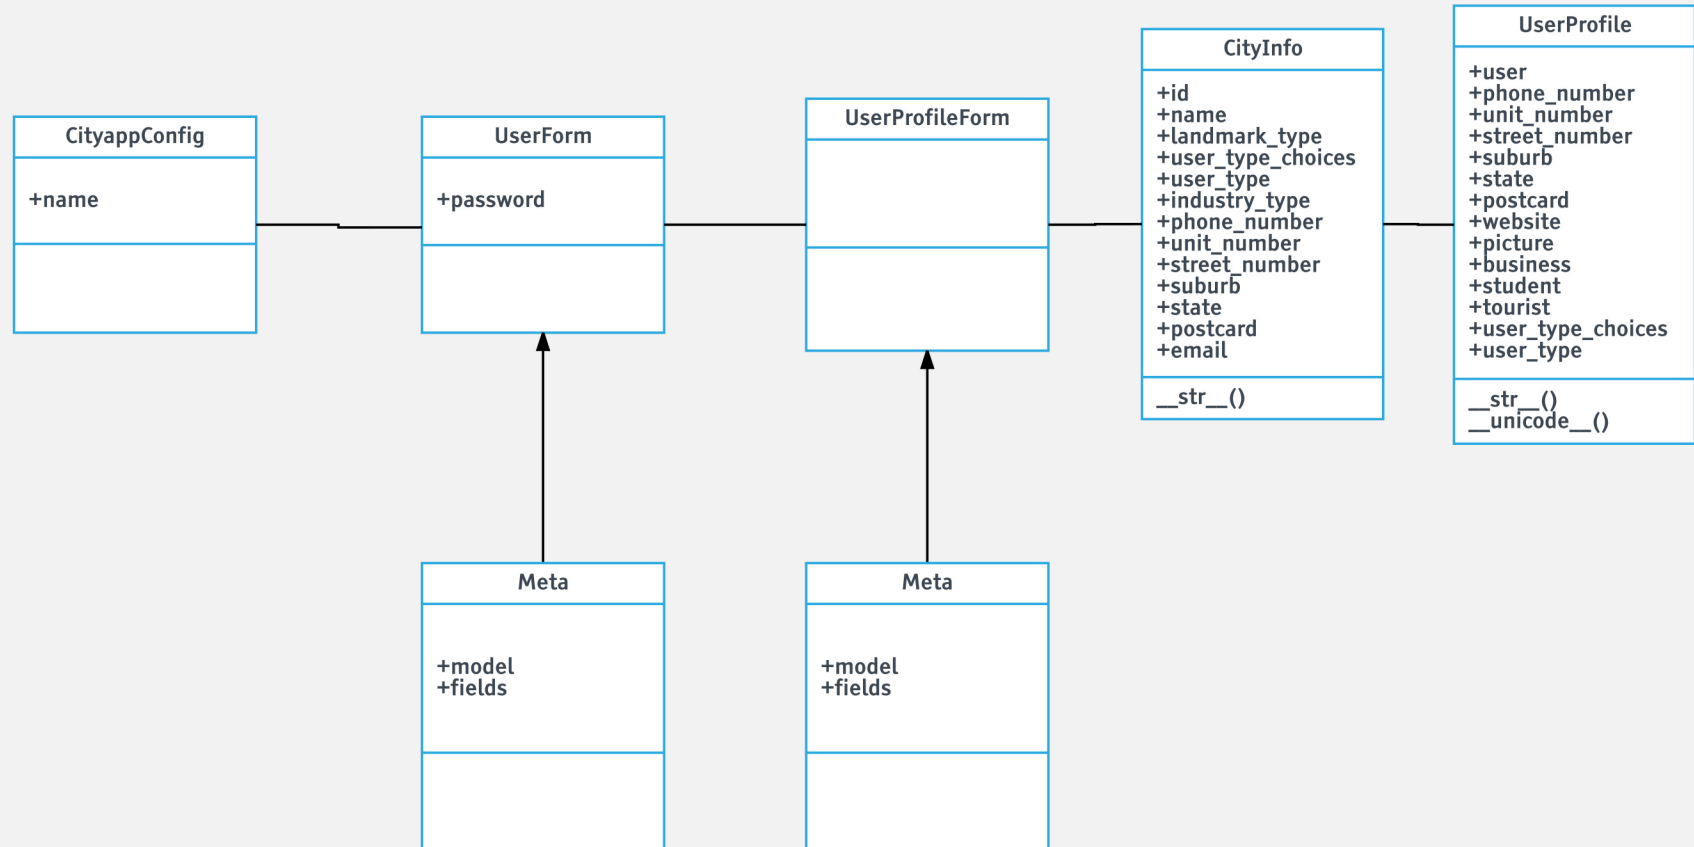 CityappConfig
+name
UserForm
+password
UserProfileForm
CityInfo
+id
+name
+landmark_type
+user_type_choices
+user_type
+industry_type
+phone_number
+unit_number
+street_number
+suburb
+state
+postcard
+email
__str__()
UserProfile
+user
+phone_number
+unit_number
+street_number
+suburb
+state
+postcard
+website
+picture
+business
+student
+tourist
+user_type_choices
+user_type
__str__()
__unicode__()
Meta
+model
+fields
Meta
+model
+fields